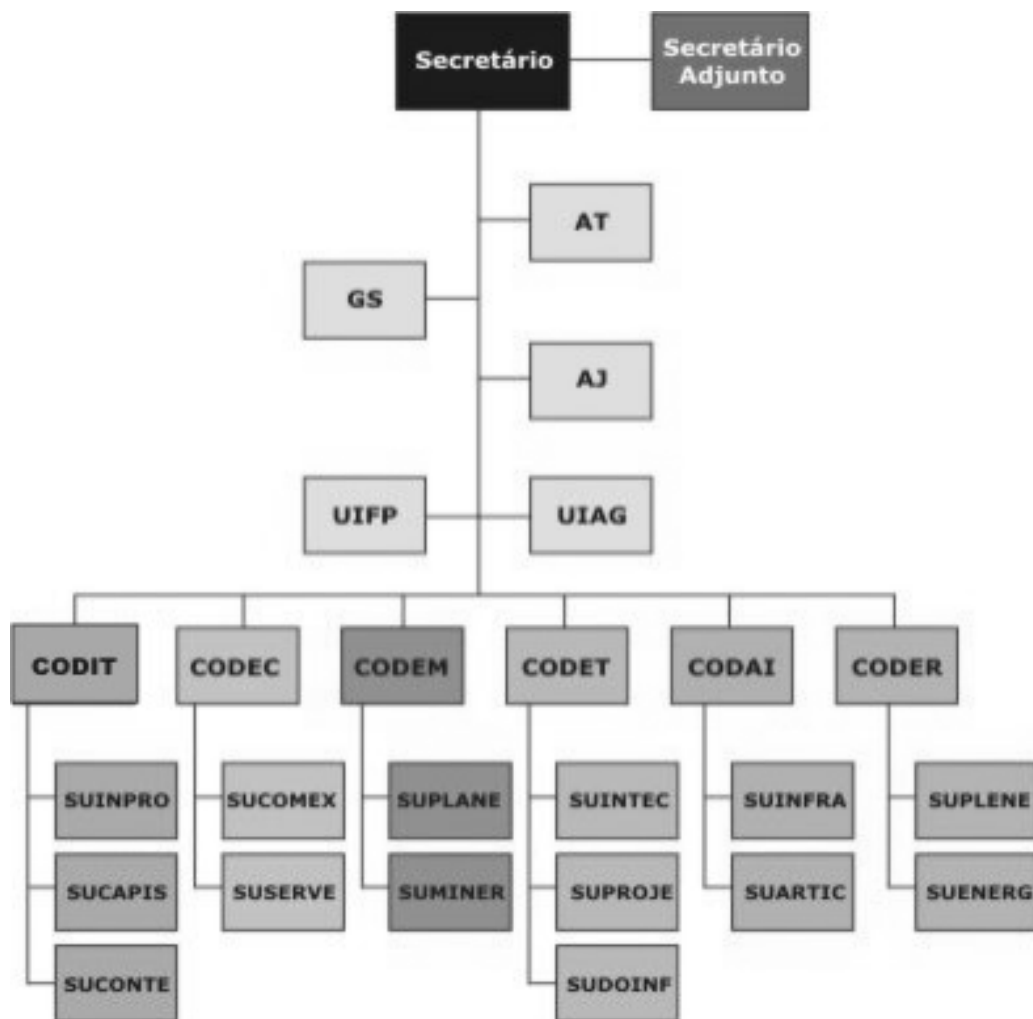 Secretário
Secretário
Adjunto
AT
GS
AJ
UIFP
UIAG
CODIT
CODEC
CODEM
CODET
CODAI
CODER
SUINPRO
SUCOMEX
SUPLANE
SUINTEC
SUINFRA
SUPLENE
SUCAPIS
SUSERVE
SUMINER
SUPROJE
SUARTIC
SUENERG
SUCONTE
SUDOINF